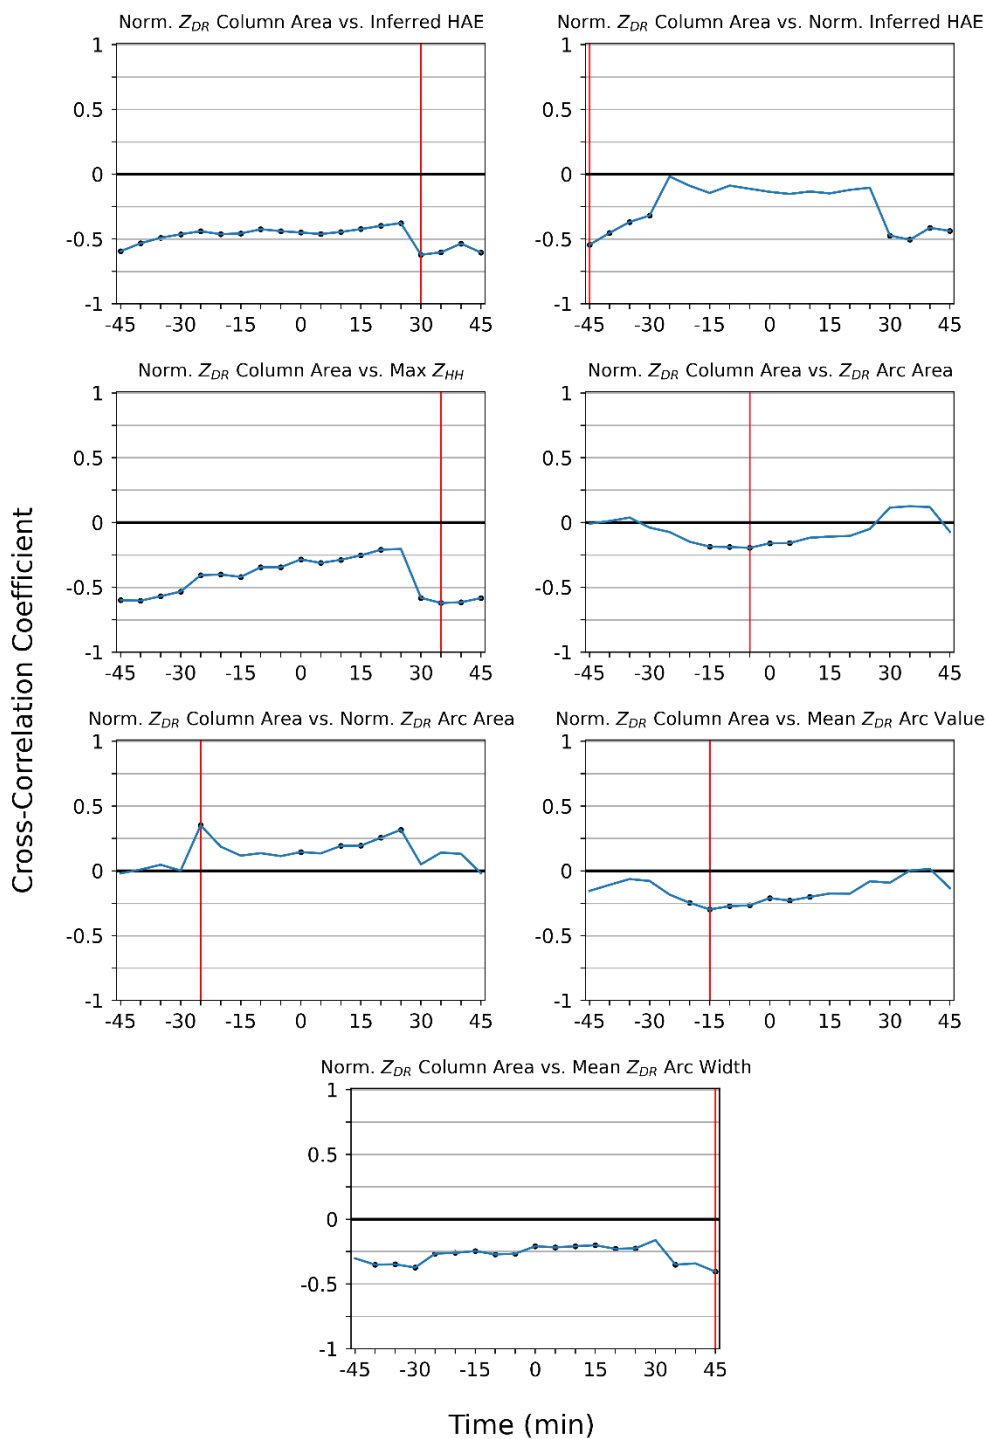 Norm. Z_DR Column Area vs. Inferred HAE
1
0.5
0
-0.5
-1
-45 -30 -15 0 15 30 45
Norm. Z_DR Column Area vs. Norm. Inferred HAE
1
0.5
0
-0.5
-1
-45 -30 -15 0 15 30 45
Norm. Z_DR Column Area vs. Max Z_HH
1
0.5
0
-0.5
-1
-45 -30 -15 0 15 30 45
Norm. Z_DR Column Area vs. Z_DR Arc Area
1
0.5
0
-0.5
-1
-45 -30 -15 0 15 30 45
Norm. Z_DR Column Area vs. Norm. Z_DR Arc Area
1
0.5
0
-0.5
-1
-45 -30 -15 0 15 30 45
Norm. Z_DR Column Area vs. Mean Z_DR Arc Value
1
0.5
0
-0.5
-1
-45 -30 -15 0 15 30 45
Norm. Z_DR Column Area vs. Mean Z_DR Arc Width
1
0.5
0
-0.5
-1
-45 -30 -15 0 15 30 45
Cross-Correlation Coefficient
Time (min)